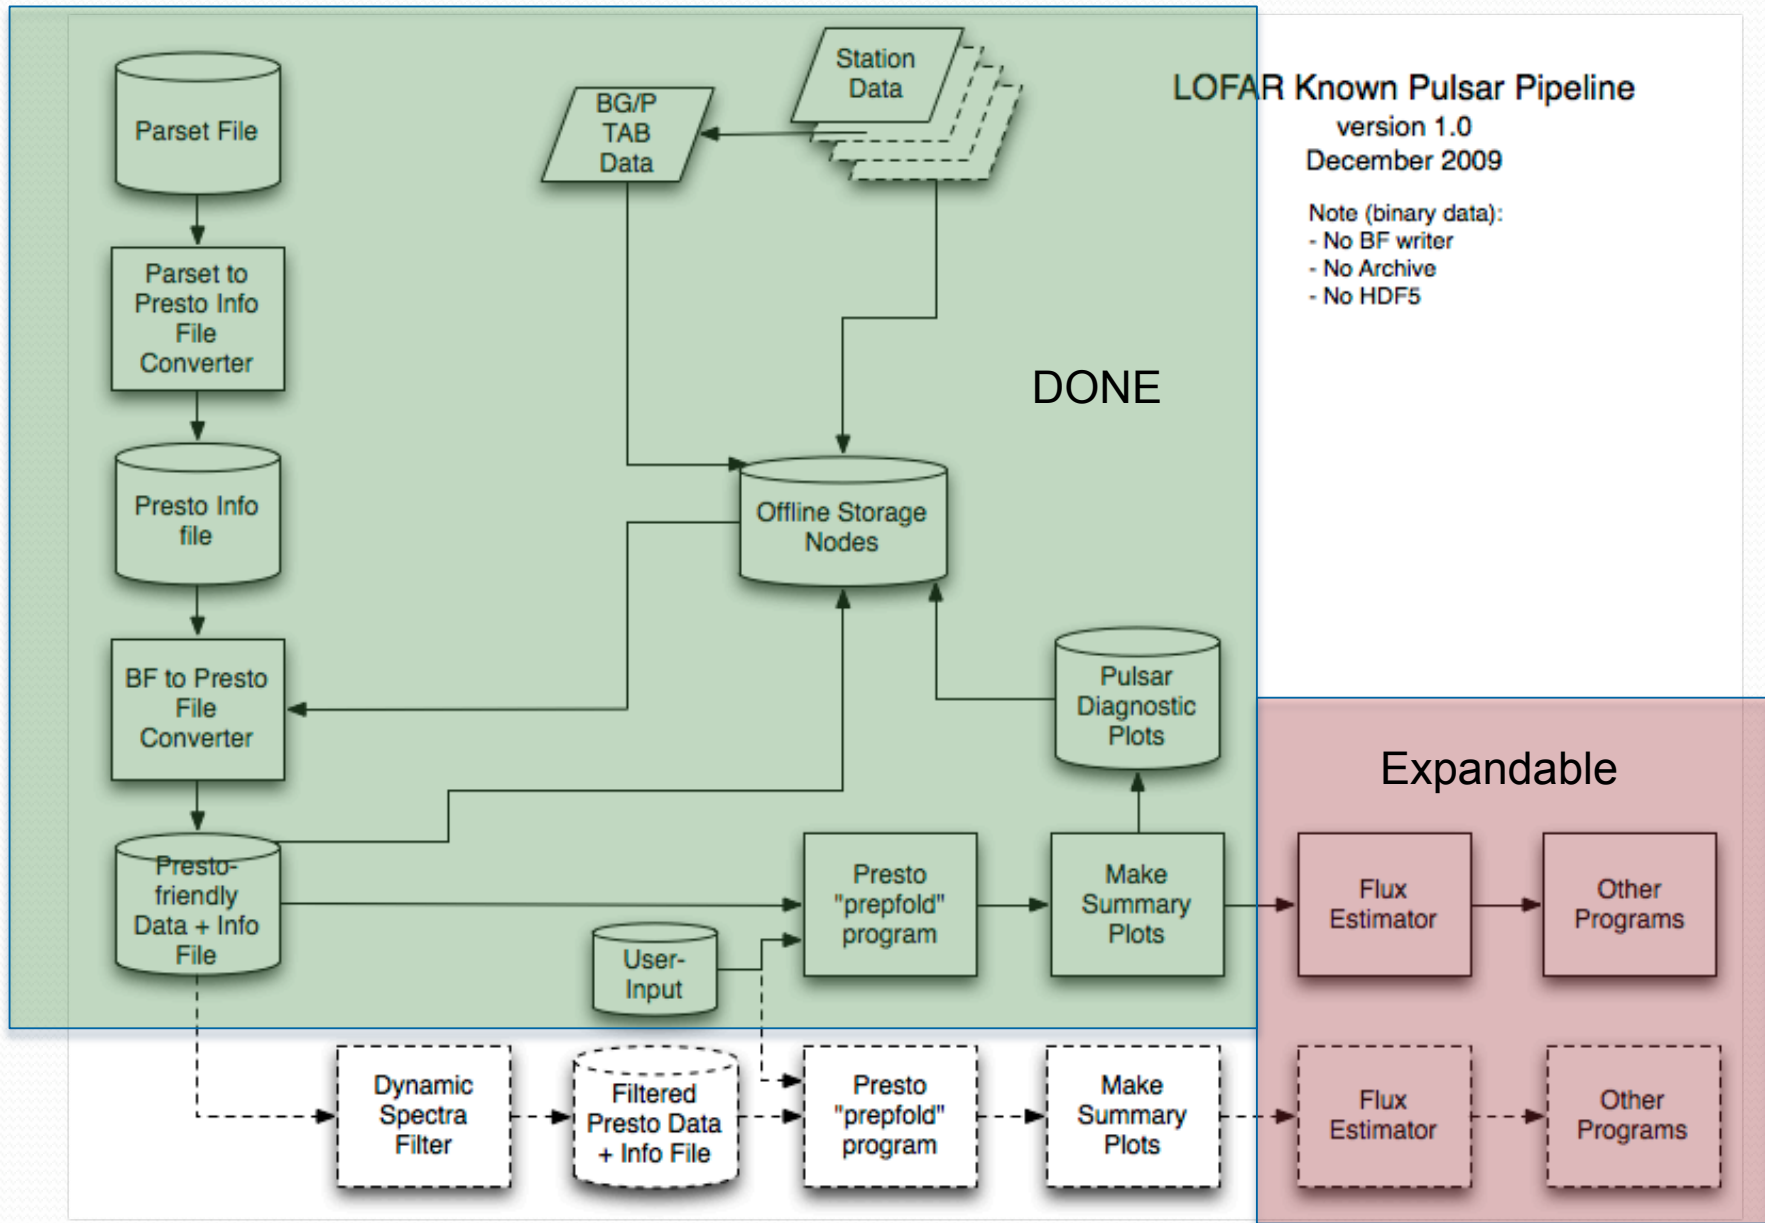 LOFAR Known Pulsar Pipeline
version 1.0
December 2009
Note (binary data):
- No BF writer
- No Archive
- No HDF5
Station
Data
BG/P
TAB
Data
Parset File
Parset to
Presto Info
File
Converter
DONE
Presto Info
file
Offline Storage
Nodes
BF to Presto
File
Converter
Pulsar
Diagnostic
Plots
Expandable
Presto-
friendly
Data + Info
File
User-
Input
Presto
"prepfold"
program
Make
Summary
Plots
Flux
Estimator
Other
Programs
Dynamic
Spectra
Filter
Filtered
Presto Data
+ Info File
Presto
"prepfold"
program
Make
Summary
Plots
Flux
Estimator
Other
Programs